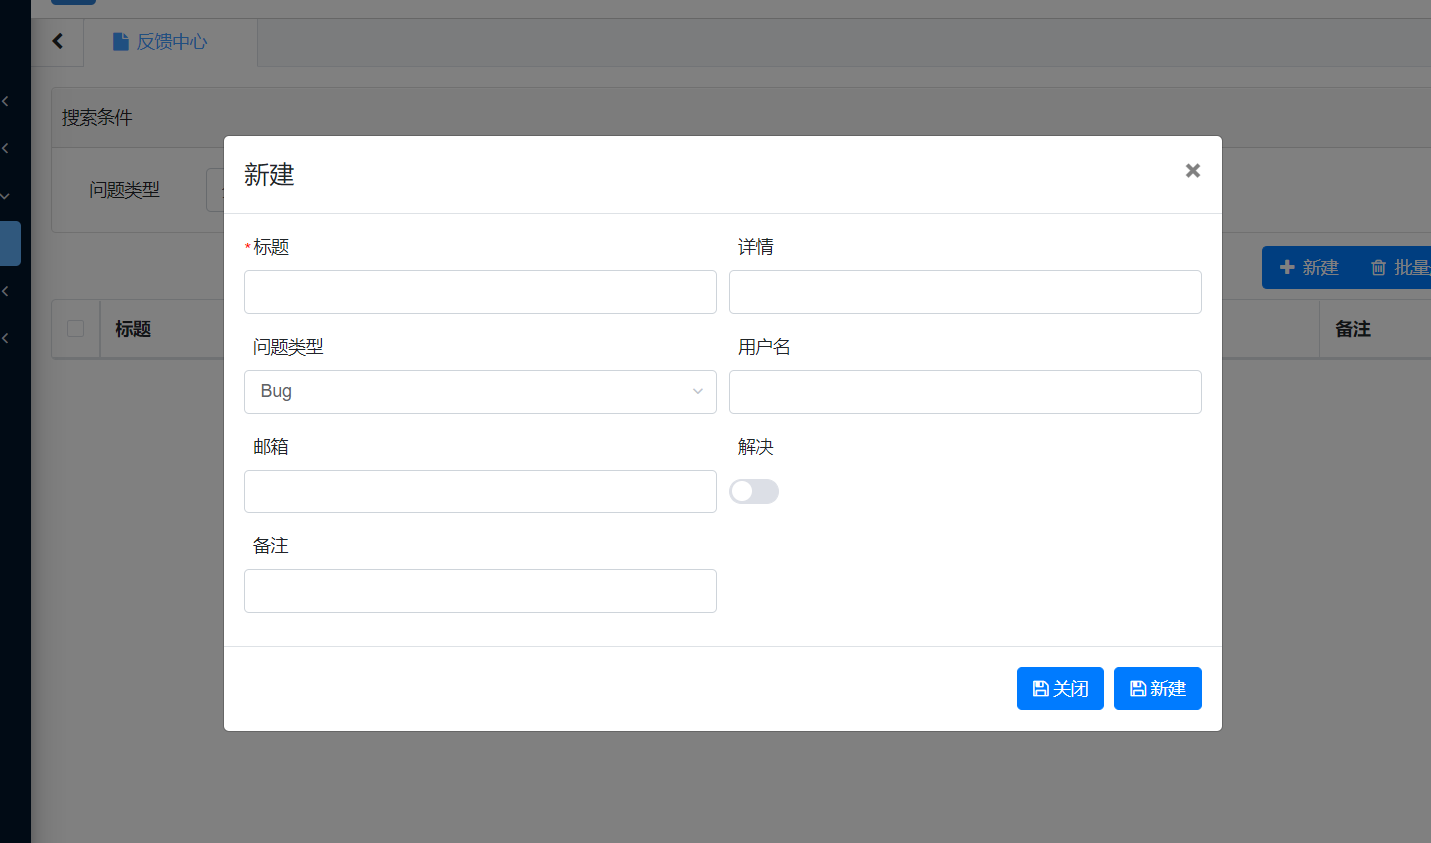 反馈中心
搜索条件
问题类型
新建
* 标题
详情
问题类型
用户名
Bug
邮箱
解决
备注
关闭
新建
新建
批量
标题
备注